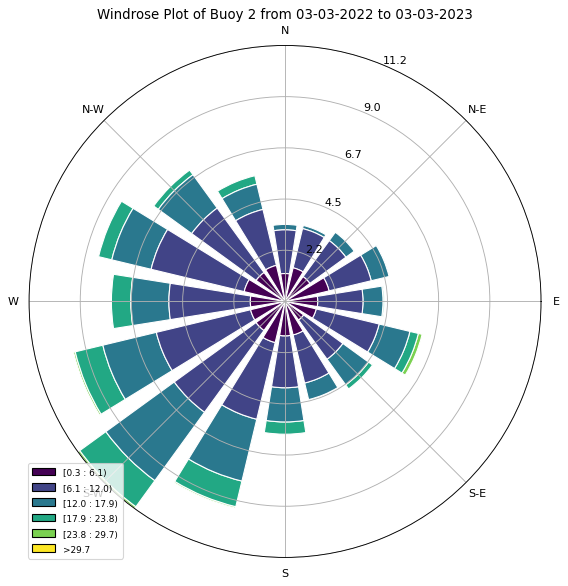 Windrose Plot of Buoy 2 from 03-03-2022 to 03-03-2023
N
11.2
N-W
9.0
N-E
6.7
4.5
2.2
W
E
[0.3 : 6.1)
[6.1 : 12.0)
S-W
S-E
[12.0 : 17.9)
[17.9 : 23.8)
[23.8 : 29.7)
>29.7
S